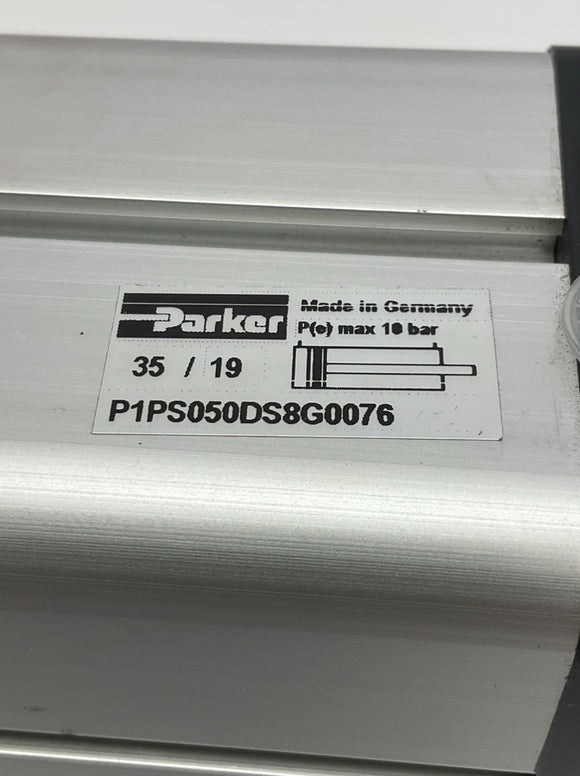 Parker
Made in Germany
P(e) max 10 bar
35 / 19
P1PS050DS8G0076